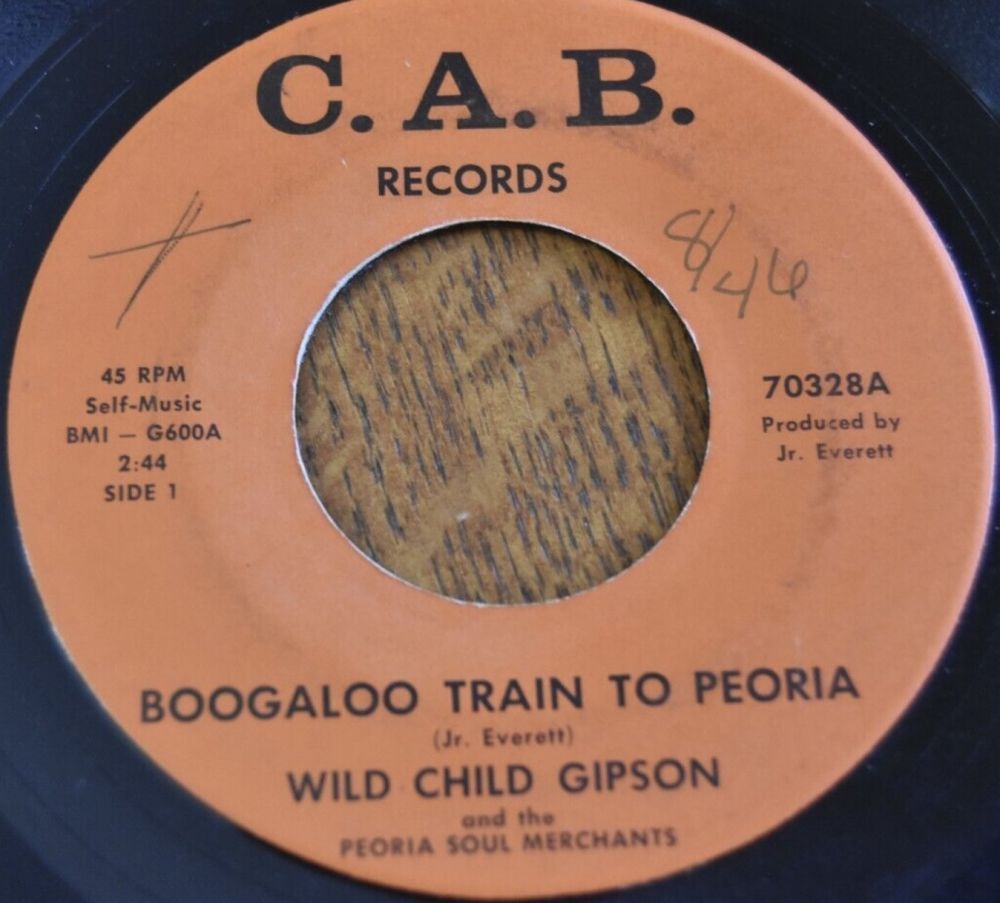 C. A. B.
RECORDS
8/46
45 RPM
Self-Music
BMI — G600A
2:44
SIDE 1
70328A
Produced by
Jr. Everett
BOOGALOO TRAIN TO PEORIA
(Jr. Everett)
WILD CHILD GIPSON
and the
PEORIA SOUL MERCHANTS